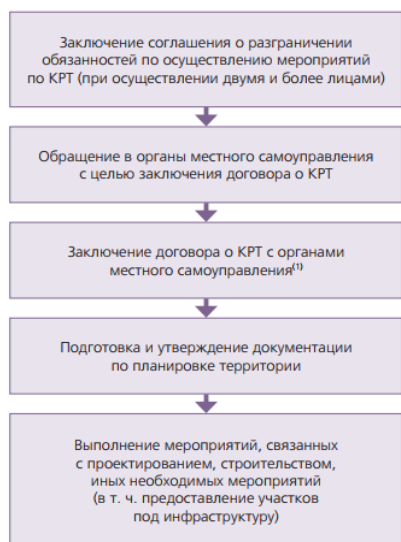 Заключение соглашения о разграничении
обязанностей по осуществлению мероприятий
по КРТ (при осуществлении двумя и более лицами)
Обращение в органы местного самоуправления
с целью заключения договора о КРТ
Заключение договора о КРТ с органами
местного самоуправления⁽¹⁾
Подготовка и утверждение документации
по планировке территории
Выполнение мероприятий, связанных
с проектированием, строительством,
иных необходимых мероприятий
(в т. ч. предоставление участков
под инфраструктуру)